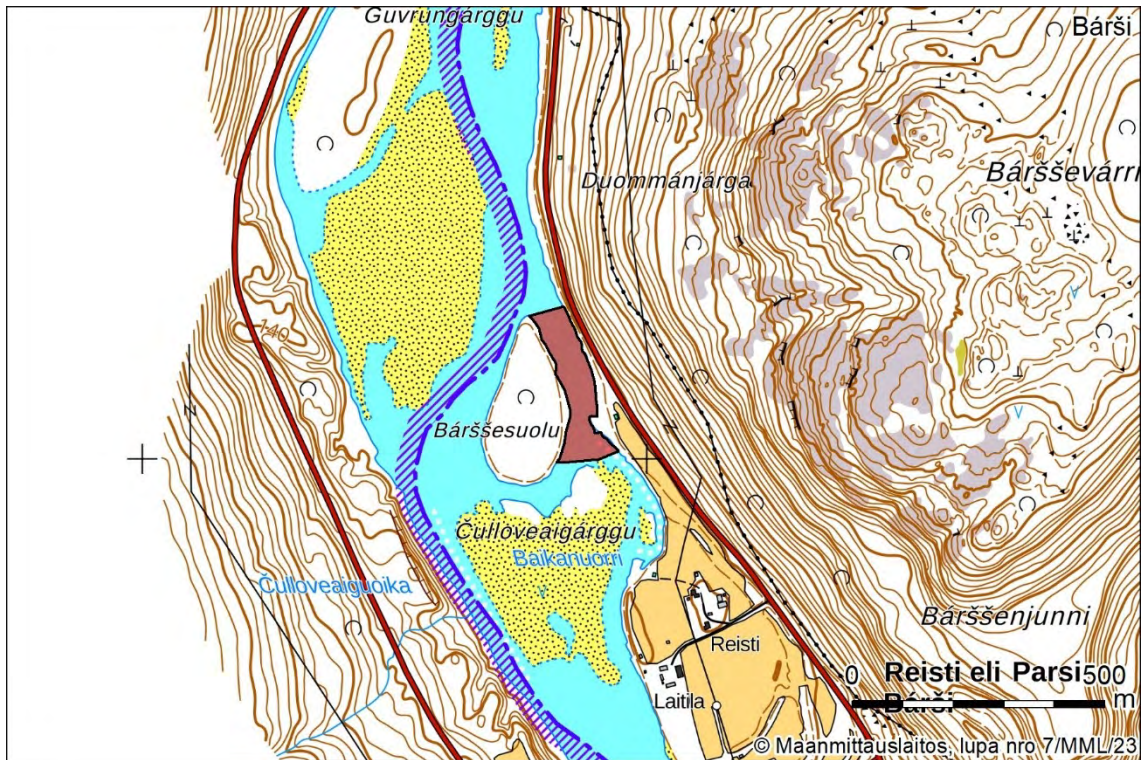 Guvrungárggu
Bárši
Duommánjárga
Báršševárri
140
N
Bárššesuolu
N
Čulloveaigárggu
Balkanuorri
Čulloveaiguoika
Reisti
Bárššenjunni
Laitila
0 Reisti eli Parsi 500
Bárši m
© Maanmittauslaitos, lupa nro 7/MML/23